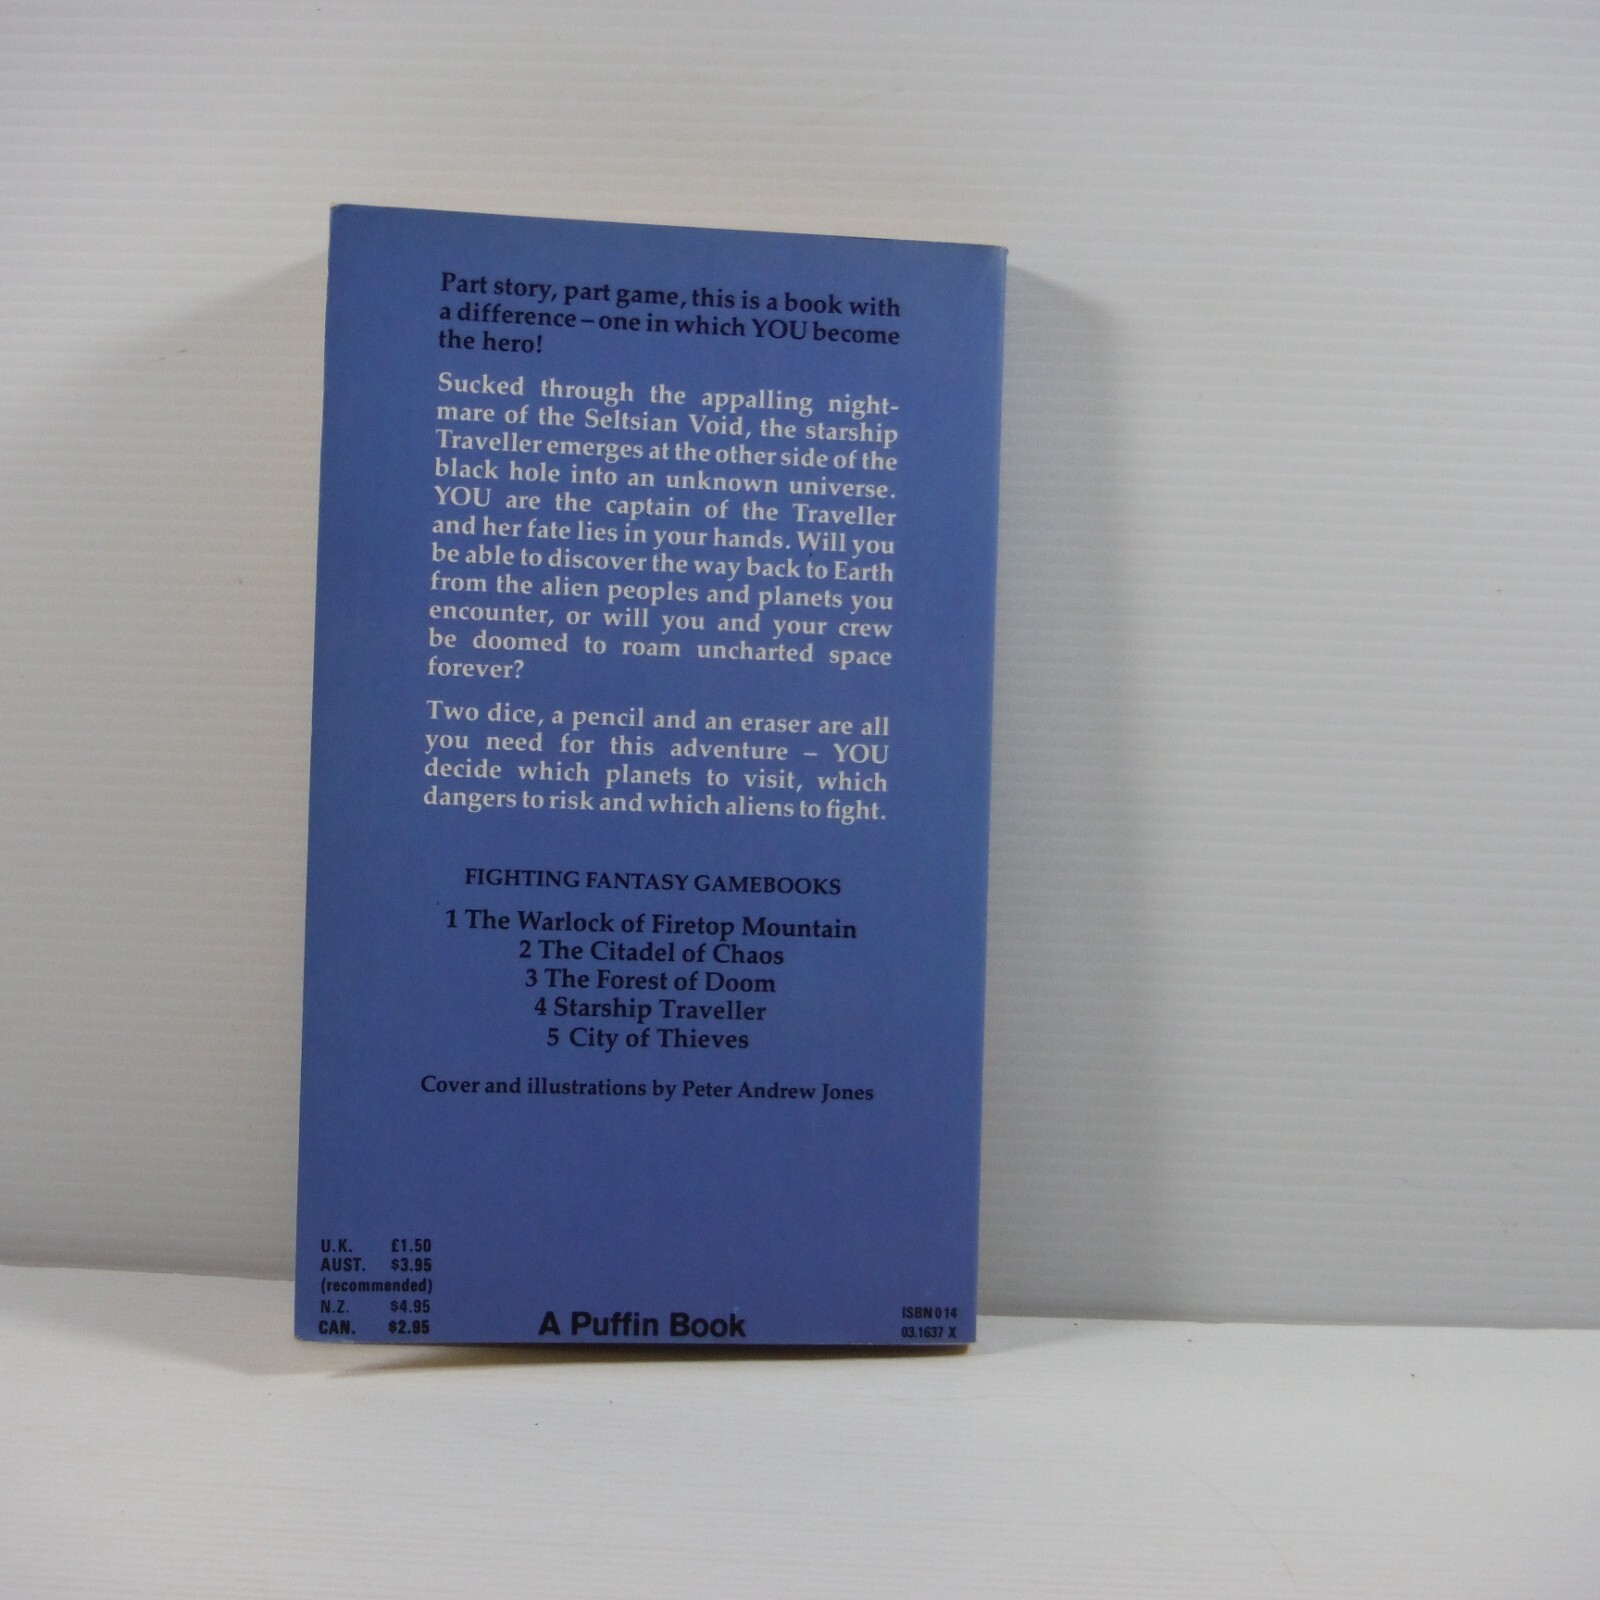 Part story, part game, this is a book with
a difference – one in which YOU become
the hero!
Sucked through the appalling night-
mare of the Seltsian Void, the starship
Traveller emerges at the other side of the
black hole into an unknown universe.
YOU are the captain of the Traveller
and her fate lies in your hands. Will you
be able to discover the way back to Earth
from the alien peoples and planets you
encounter, or will you and your crew
be doomed to roam uncharted space
forever?
Two dice, a pencil and an eraser are all
you need for this adventure – YOU
decide which planets to visit, which
dangers to risk and which aliens to fight.
FIGHTING FANTASY GAMEBOOKS
1 The Warlock of Firetop Mountain
2 The Citadel of Chaos
3 The Forest of Doom
4 Starship Traveller
5 City of Thieves
Cover and illustrations by Peter Andrew Jones
U.K. £1.50
AUST. $3.95
(recommended)
N.Z. $4.95
CAN. $2.95
A Puffin Book
ISBN 0 14
03.1637 X